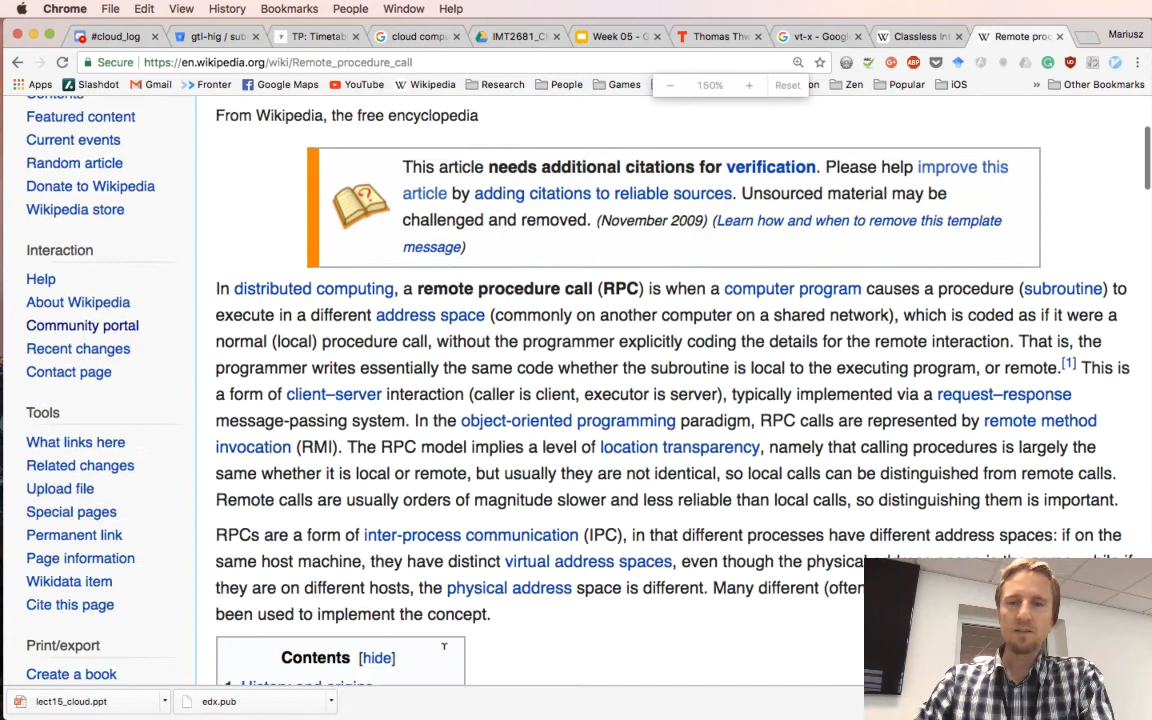 Chrome File Edit View History Bookmarks People Window Help
#cloud_log gtl-hig / sub TP: Timetab cloud compu IMT2681_Cl Week 05 - G Thomas Thw vt-x - Google Classless Int Remote proc Mariusz
Secure https://en.wikipedia.org/wiki/Remote_procedure_call
Apps Slashdot Gmail Fronter Google Maps YouTube Wikipedia Research People Games on Zen Popular iOS » Other Bookmarks
− 150% + Reset
Contents
Featured content
Current events
Random article
Donate to Wikipedia
Wikipedia store
Interaction
Help
About Wikipedia
Community portal
Recent changes
Contact page
Tools
What links here
Related changes
Upload file
Special pages
Permanent link
Page information
Wikidata item
Cite this page
Print/export
Create a book
From Wikipedia, the free encyclopedia
This article needs additional citations for verification. Please help improve this
article by adding citations to reliable sources. Unsourced material may be
challenged and removed. (November 2009) (Learn how and when to remove this template
message)
In distributed computing, a remote procedure call (RPC) is when a computer program causes a procedure (subroutine) to
execute in a different address space (commonly on another computer on a shared network), which is coded as if it were a
normal (local) procedure call, without the programmer explicitly coding the details for the remote interaction. That is, the
programmer writes essentially the same code whether the subroutine is local to the executing program, or remote.[1] This is
a form of client–server interaction (caller is client, executor is server), typically implemented via a request–response
message-passing system. In the object-oriented programming paradigm, RPC calls are represented by remote method
invocation (RMI). The RPC model implies a level of location transparency, namely that calling procedures is largely the
same whether it is local or remote, but usually they are not identical, so local calls can be distinguished from remote calls.
Remote calls are usually orders of magnitude slower and less reliable than local calls, so distinguishing them is important.
RPCs are a form of inter-process communication (IPC), in that different processes have different address spaces: if on the
same host machine, they have distinct virtual address spaces, even though the physical
they are on different hosts, the physical address space is different. Many different (often
been used to implement the concept.
Contents [hide]
lect15_cloud.ppt edx.pub